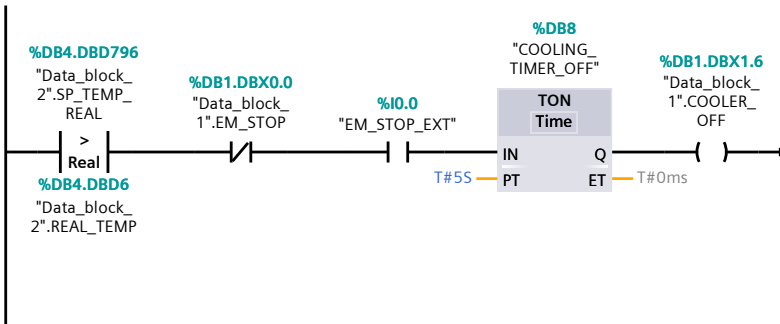 %DB4.DBD796
"Data_block_
2".SP_TEMP_
REAL
>
Real
%DB4.DBD6
"Data_block_
2".REAL_TEMP
%DB1.DBX0.0
"Data_block_
1".EM_STOP
%I0.0
"EM_STOP_EXT"
%DB8
"COOLING_
TIMER_OFF"
TON
Time
IN
Q
T#5S
PT
ET
T#0ms
%DB1.DBX1.6
"Data_block_
1".COOLER_
OFF